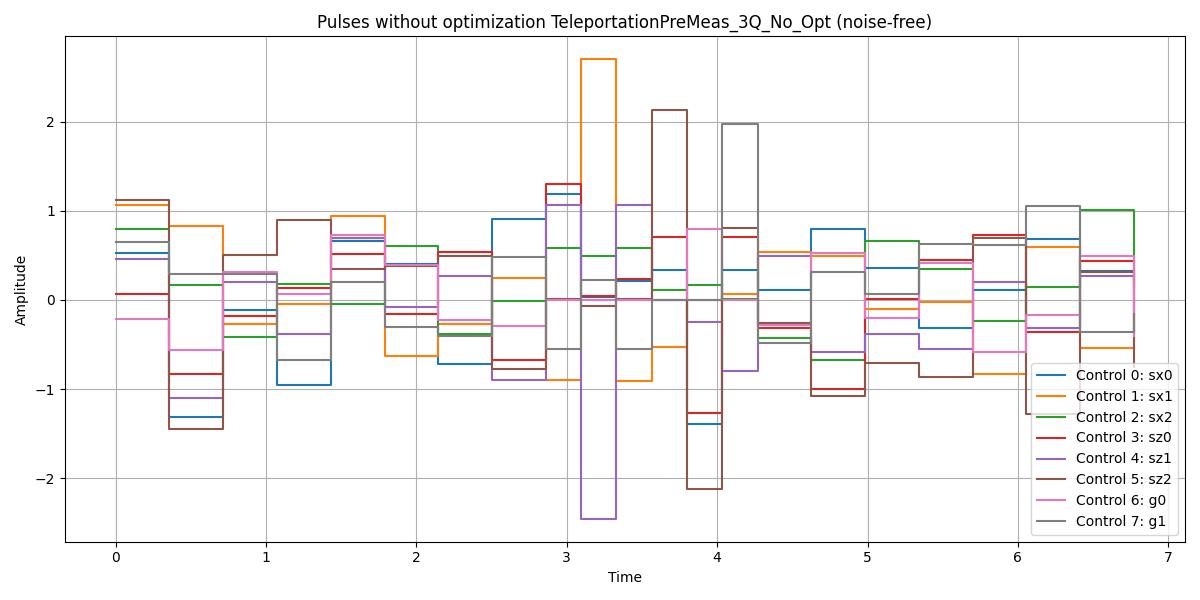 Pulses without optimization TeleportationPreMeas_3Q_No_Opt (noise-free)
Amplitude
2
1
0
−1
−2
0 1 2 3 4 5 6 7
Time
Control 0: sx0
Control 1: sx1
Control 2: sx2
Control 3: sz0
Control 4: sz1
Control 5: sz2
Control 6: g0
Control 7: g1